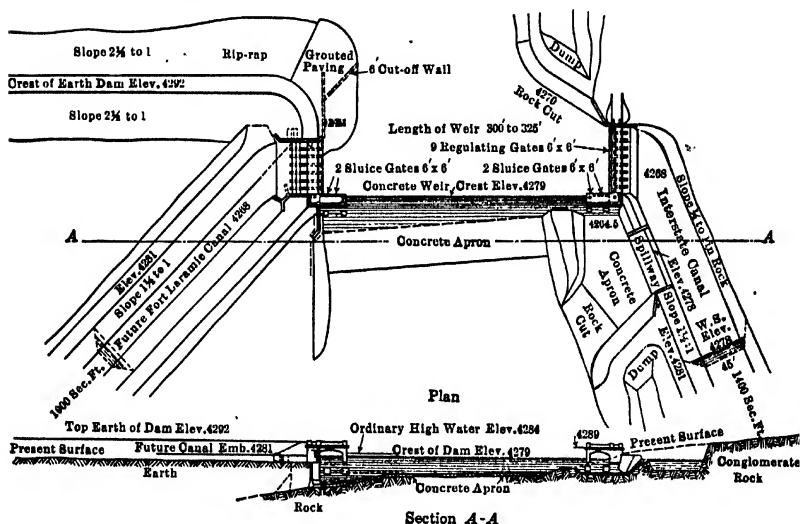 Slope 2½ to 1
Rip-rap
Grouted
Paving
6' Cut-off Wall
Crest of Earth Dam Elev. 4292
Slope 2½ to 1
Dump
4270
Rock Cut
Length of Weir 300' to 325'
9 Regulating Gates 6'x 6'
2 Sluice Gates 6'x 6'
2 Sluice Gates 6'x 6'
Concrete Weir, Crest Elev. 4279
4268
Slope ¼ to 1 in Rock
Interstate Canal
4264.5
A
A
Concrete Apron
Elev. 4281
Slope 1½ to 1
Future Fort Laramie Canal 4268
1000 Sec. Ft.
Spillway
Elev. 4278
Concrete
Apron
Rock
Cut
Slope 1½:1
Elev. 4281
W.S.
Elev.
4278
45'
1400 Sec. Ft.
Dump
Plan
Top Earth of Dam Elev. 4292
Ordinary High Water Elev. 4284
4289
Present Surface
Present Surface
Future Canal Emb. 4281
Crest of Dam Elev. 4279
Earth
Conglomerate
Rock
Concrete Apron
Rock
Section A-A